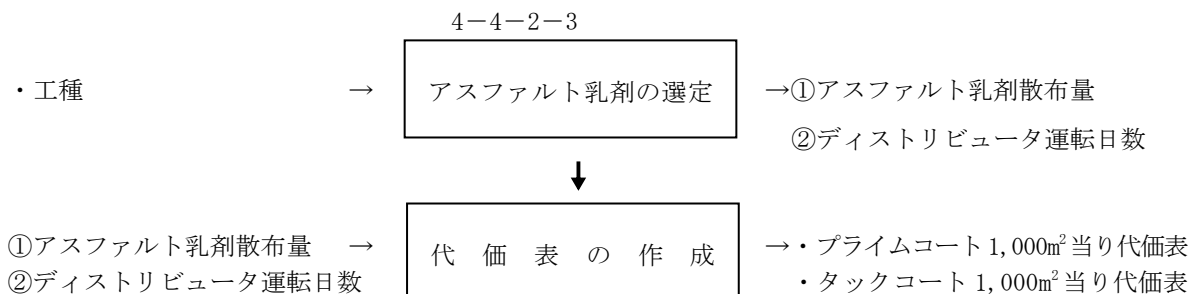 4－4－2－3
・工種 → アスファルト乳剤の選定 →①アスファルト乳剤散布量
②ディストリビュータ運転日数
①アスファルト乳剤散布量 → 代価表の作成 →・プライムコート 1,000m²当り代価表
②ディストリビュータ運転日数 ・タックコート 1,000m²当り代価表